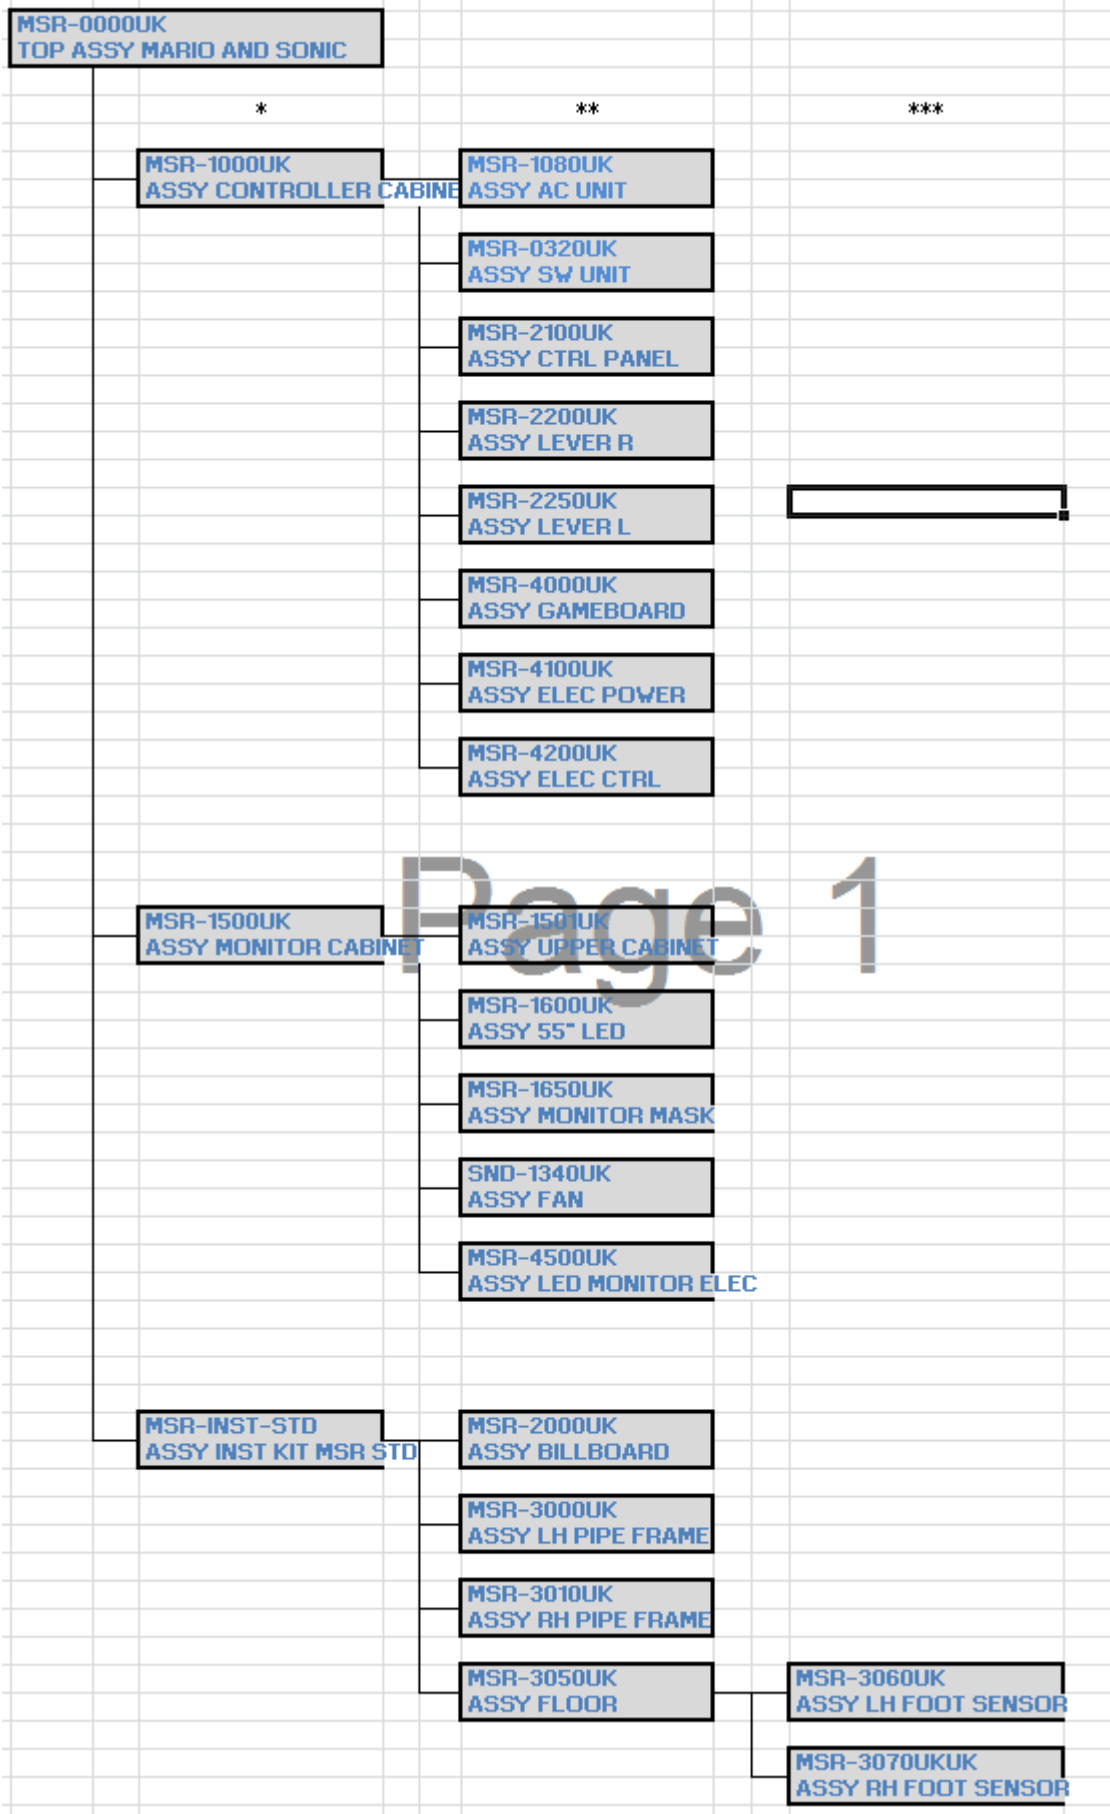 MSR-0000UK
TOP ASSY MARIO AND SONIC
*
**
***
MSR-1000UK
ASSY CONTROLLER CABINE
MSR-1080UK
ASSY AC UNIT
MSR-0320UK
ASSY SW UNIT
MSR-2100UK
ASSY CTRL PANEL
MSR-2200UK
ASSY LEVER R
MSR-2250UK
ASSY LEVER L
MSR-4000UK
ASSY GAMEBOARD
MSR-4100UK
ASSY ELEC POWER
MSR-4200UK
ASSY ELEC CTRL
Page 1
MSR-1500UK
ASSY MONITOR CABINET
MSR-1501UK
ASSY UPPER CABINET
MSR-1600UK
ASSY 55" LED
MSR-1650UK
ASSY MONITOR MASK
SND-1340UK
ASSY FAN
MSR-4500UK
ASSY LED MONITOR ELEC
MSR-INST-STD
ASSY INST KIT MSR STD
MSR-2000UK
ASSY BILLBOARD
MSR-3000UK
ASSY LH PIPE FRAME
MSR-3010UK
ASSY RH PIPE FRAME
MSR-3050UK
ASSY FLOOR
MSR-3060UK
ASSY LH FOOT SENSOR
MSR-3070UKUK
ASSY RH FOOT SENSOR